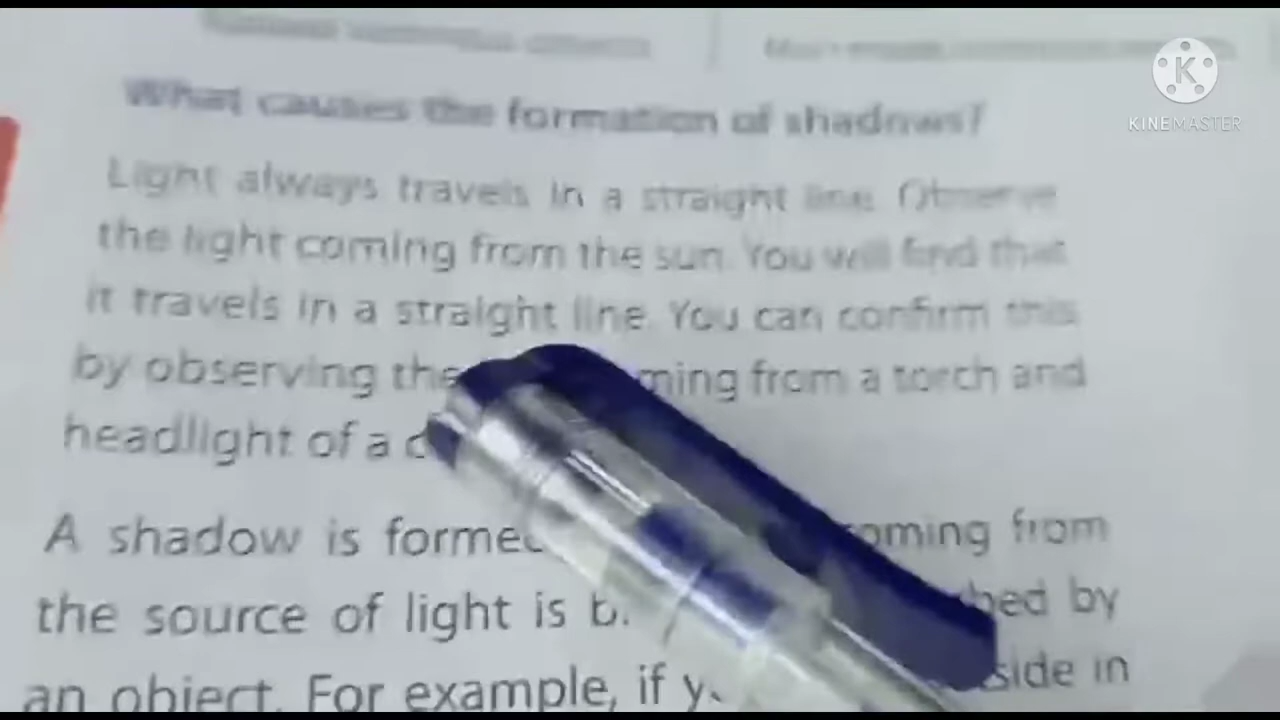 KINEMASTER
What causes the formation of shadows?
Light always travels in a straight line. Observe
the light coming from the sun. You will find that
it travels in a straight line. You can confirm this
by observing the ming from a torch and
headlight of a c
A shadow is formed oming from
the source of light is b hed by
an object. For example, if y side in